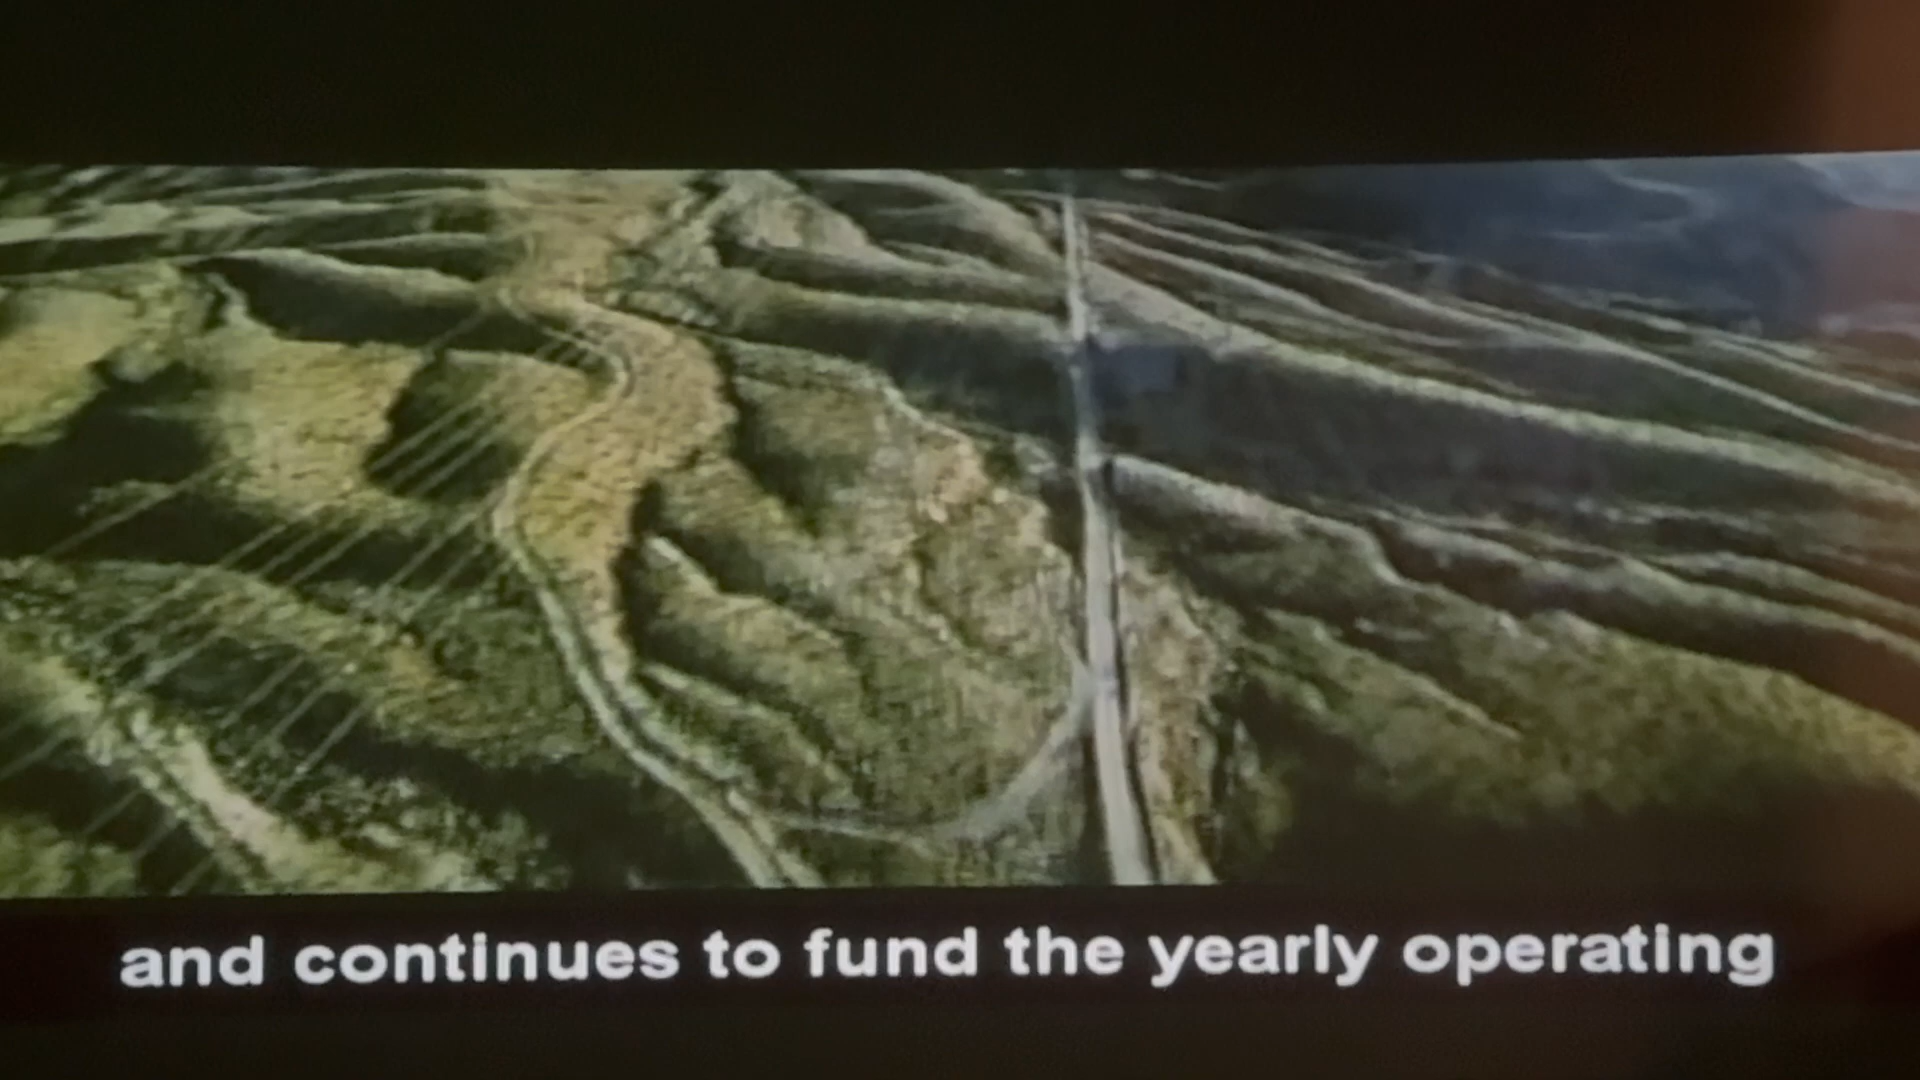 and continues to fund the yearly operating